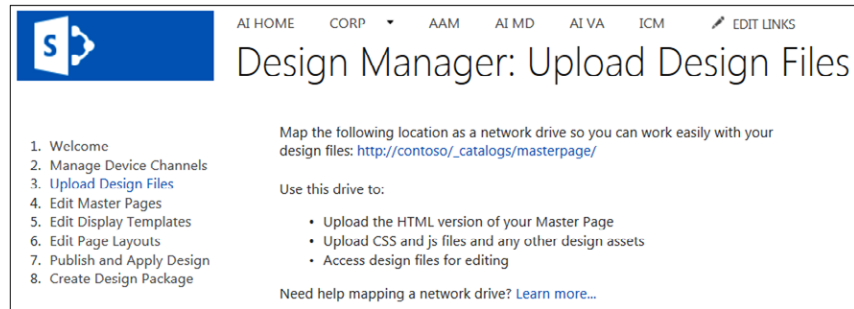 AI HOME CORP AAM AI MD AI VA ICM EDIT LINKS
Design Manager: Upload Design Files
1. Welcome
2. Manage Device Channels
3. Upload Design Files
4. Edit Master Pages
5. Edit Display Templates
6. Edit Page Layouts
7. Publish and Apply Design
8. Create Design Package
Map the following location as a network drive so you can work easily with your
design files: http://contoso/_catalogs/masterpage/
Use this drive to:
• Upload the HTML version of your Master Page
• Upload CSS and js files and any other design assets
• Access design files for editing
Need help mapping a network drive? Learn more...